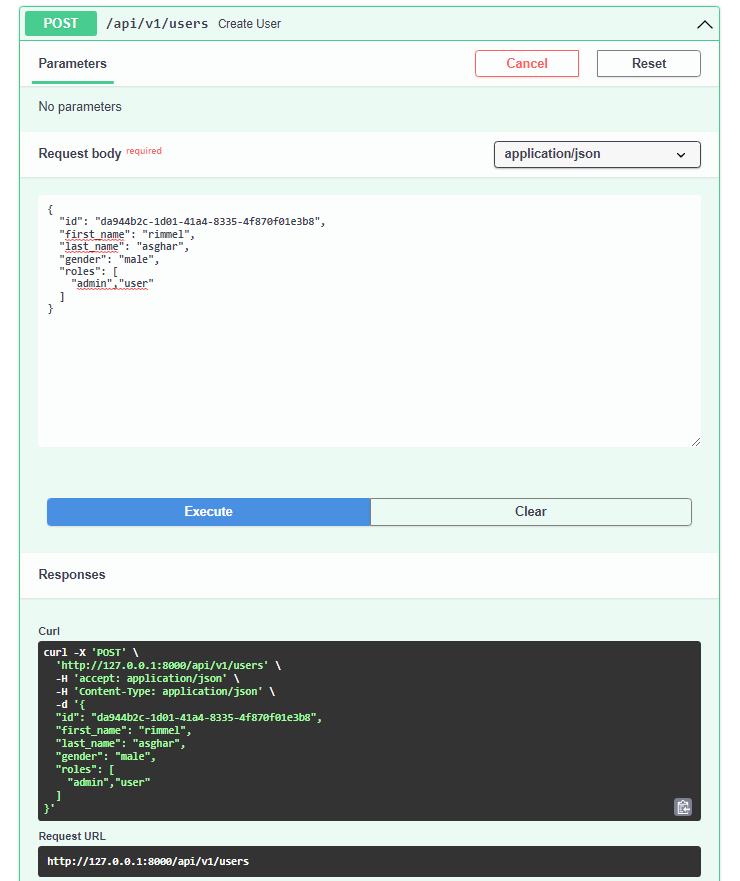 POST /api/v1/users Create User
Parameters Cancel Reset
No parameters
Request body required application/json
{
  "id": "da944b2c-1d01-41a4-8335-4f870f01e3b8",
  "first_name": "rimmel",
  "last_name": "asghar",
  "gender": "male",
  "roles": [
    "admin","user"
  ]
}
Execute Clear
Responses
Curl
curl -X 'POST' \
  'http://127.0.0.1:8000/api/v1/users' \
  -H 'accept: application/json' \
  -H 'Content-Type: application/json' \
  -d '{
  "id": "da944b2c-1d01-41a4-8335-4f870f01e3b8",
  "first_name": "rimmel",
  "last_name": "asghar",
  "gender": "male",
  "roles": [
    "admin","user"
  ]
}'
Request URL
http://127.0.0.1:8000/api/v1/users